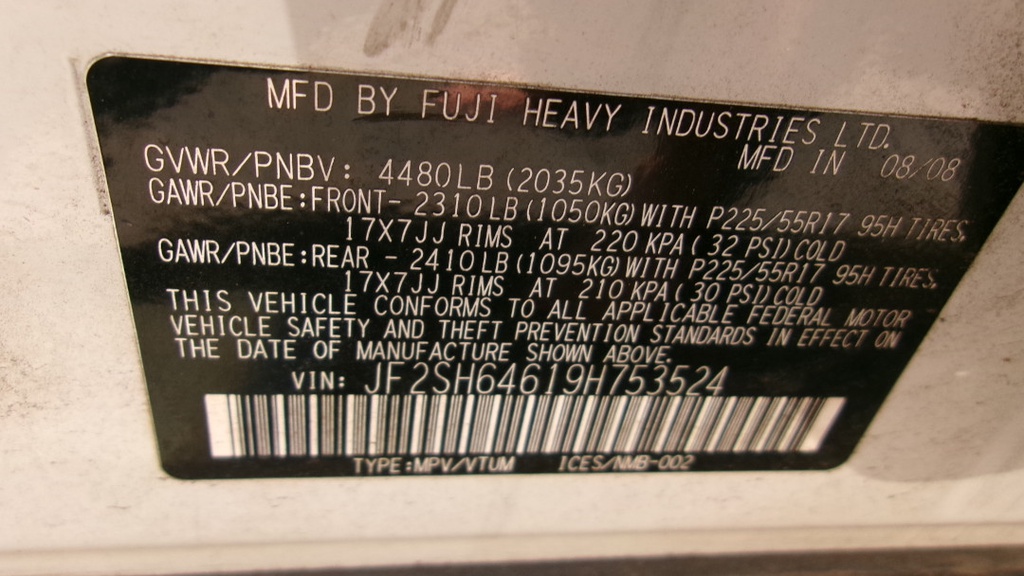 MFD BY FUJI HEAVY INDUSTRIES LTD.
MFD IN 08/08
GVWR/PNBV: 4480LB (2035KG)
GAWR/PNBE:FRONT- 2310LB(1050KG)WITH P225/55R17 95H TIRES,
17X7JJ RIMS AT 220 KPA( 32 PSI)COLD
GAWR/PNBE:REAR - 2410LB(1095KG)WITH P225/55R17 95H TIRES,
17X7JJ RIMS AT 210 KPA( 30 PSI)COLD
THIS VEHICLE CONFORMS TO ALL APPLICABLE FEDERAL MOTOR
VEHICLE SAFETY AND THEFT PREVENTION STANDARDS IN EFFECT ON
THE DATE OF MANUFACTURE SHOWN ABOVE.
VIN: JF2SH64619H753524
TYPE:MPV/VTUM ICES/NMB-002